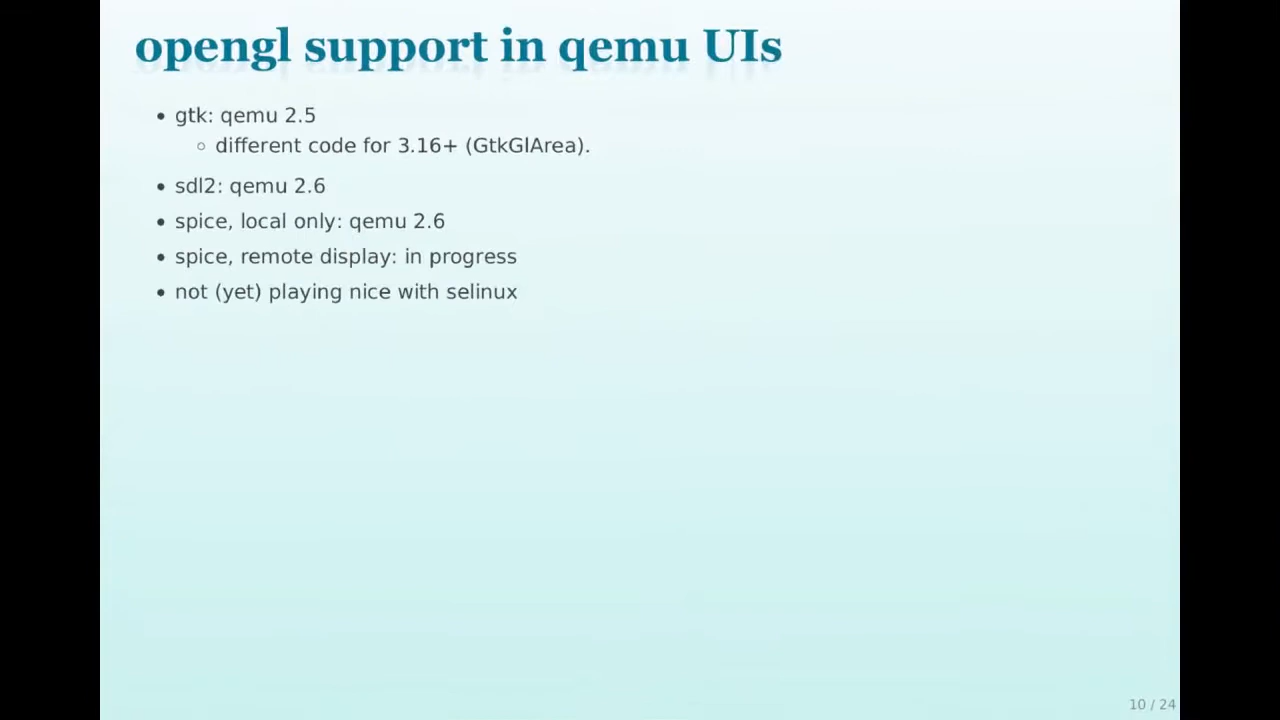 opengl support in qemu UIs
• gtk: qemu 2.5
◦ different code for 3.16+ (GtkGlArea).
• sdl2: qemu 2.6
• spice, local only: qemu 2.6
• spice, remote display: in progress
• not (yet) playing nice with selinux
10 / 24